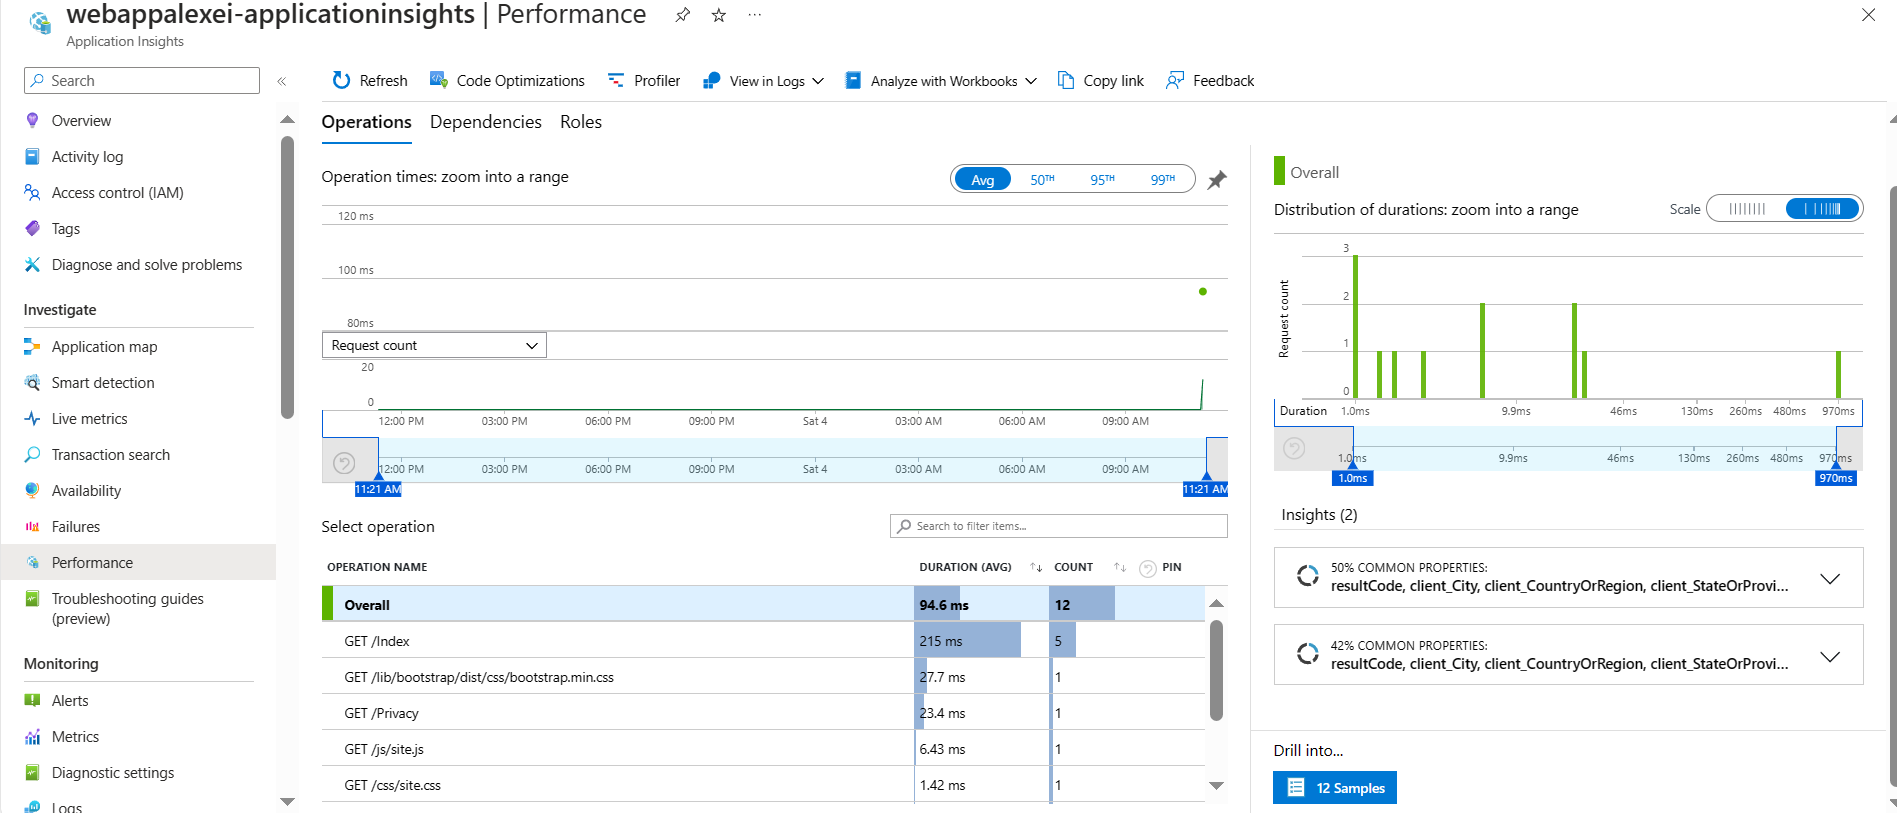 webappalexei-applicationinsights | Performance
Application Insights
Search
Overview
Activity log
Access control (IAM)
Tags
Diagnose and solve problems
Investigate
Application map
Smart detection
Live metrics
Transaction search
Availability
Failures
Performance
Troubleshooting guides
(preview)
Monitoring
Alerts
Metrics
Diagnostic settings
Logs
Refresh
Code Optimizations
Profiler
View in Logs
Analyze with Workbooks
Copy link
Feedback
Operations Dependencies Roles
Operation times: zoom into a range
Avg 50TH 95TH 99TH
120 ms
100 ms
80ms
Request count
20
0
12:00 PM 03:00 PM 06:00 PM 09:00 PM Sat 4 03:00 AM 06:00 AM 09:00 AM
12:00 PM 03:00 PM 06:00 PM 09:00 PM Sat 4 03:00 AM 06:00 AM 09:00 AM
11:21 AM 11:21 AM
Select operation
Search to filter items...
OPERATION NAME DURATION (AVG) COUNT PIN
Overall 94.6 ms 12
GET /Index 215 ms 5
GET /lib/bootstrap/dist/css/bootstrap.min.css 27.7 ms 1
GET /Privacy 23.4 ms 1
GET /js/site.js 6.43 ms 1
GET /css/site.css 1.42 ms 1
Overall
Distribution of durations: zoom into a range
Scale
Request count
3
2
1
0
Duration 1.0ms 9.9ms 46ms 130ms 260ms 480ms 970ms
1.0ms 9.9ms 46ms 130ms 260ms 480ms 970ms
1.0ms 970ms
Insights (2)
50% COMMON PROPERTIES:
resultCode, client_City, client_CountryOrRegion, client_StateOrProvi...
42% COMMON PROPERTIES:
resultCode, client_City, client_CountryOrRegion, client_StateOrProvi...
Drill into...
12 Samples